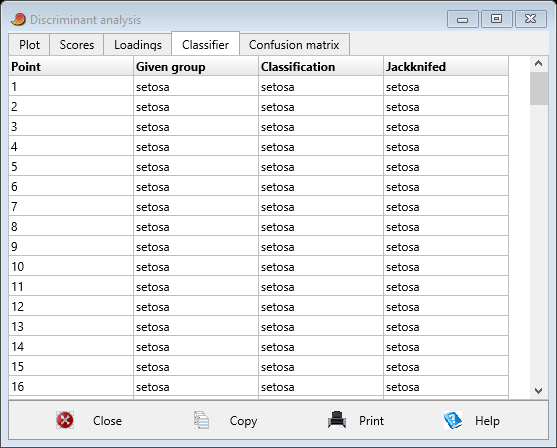 Discriminant analysis
Plot Scores Loadings Classifier Confusion matrix
Point Given group Classification Jackknifed
1 setosa setosa setosa
2 setosa setosa setosa
3 setosa setosa setosa
4 setosa setosa setosa
5 setosa setosa setosa
6 setosa setosa setosa
7 setosa setosa setosa
8 setosa setosa setosa
9 setosa setosa setosa
10 setosa setosa setosa
11 setosa setosa setosa
12 setosa setosa setosa
13 setosa setosa setosa
14 setosa setosa setosa
15 setosa setosa setosa
16 setosa setosa setosa
Close Copy Print Help